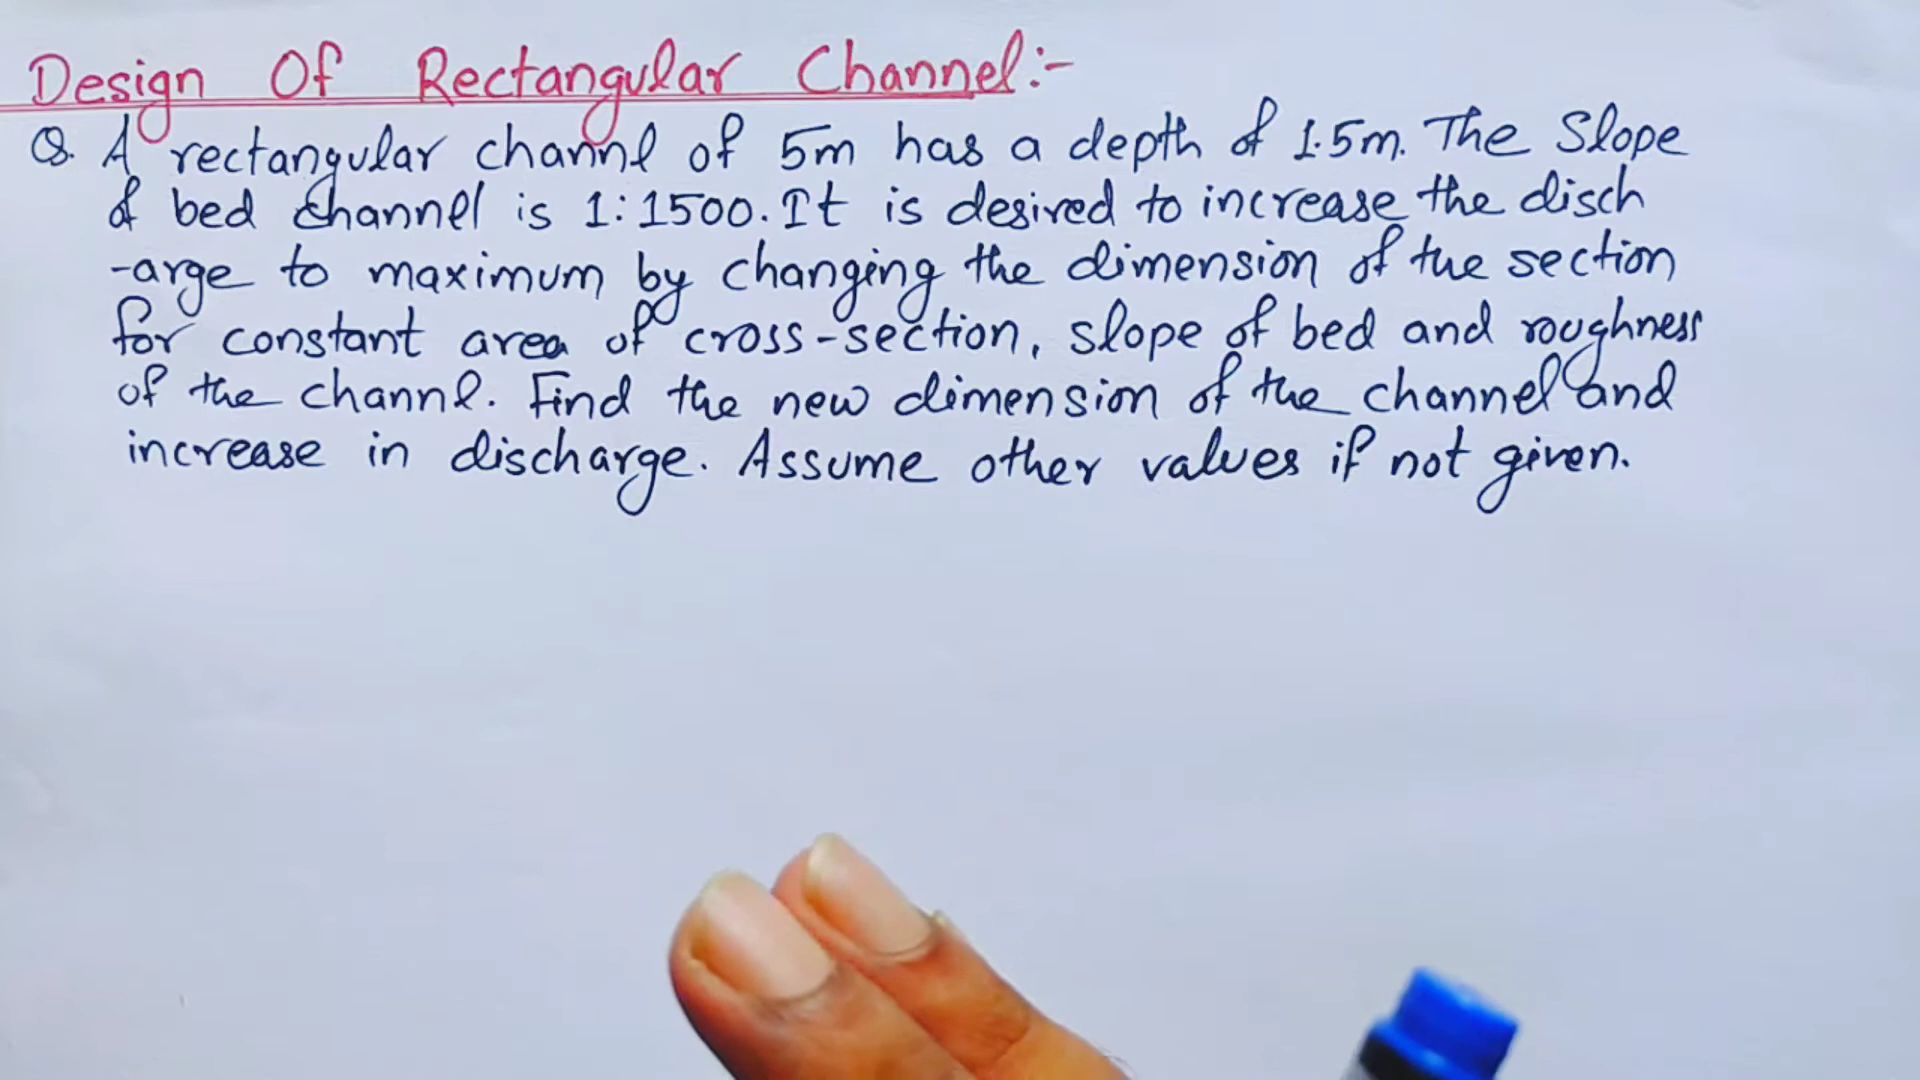 Design Of Rectangular Channel:-
Q. A rectangular channl of 5m has a depth of 1.5m. The Slope
of bed channel is 1:1500. It is desired to increase the disch
-arge to maximum by changing the dimension of the section
for constant area of cross-section, slope of bed and roughness
of the channl. Find the new dimension of the channel and
increase in discharge. Assume other values if not given.